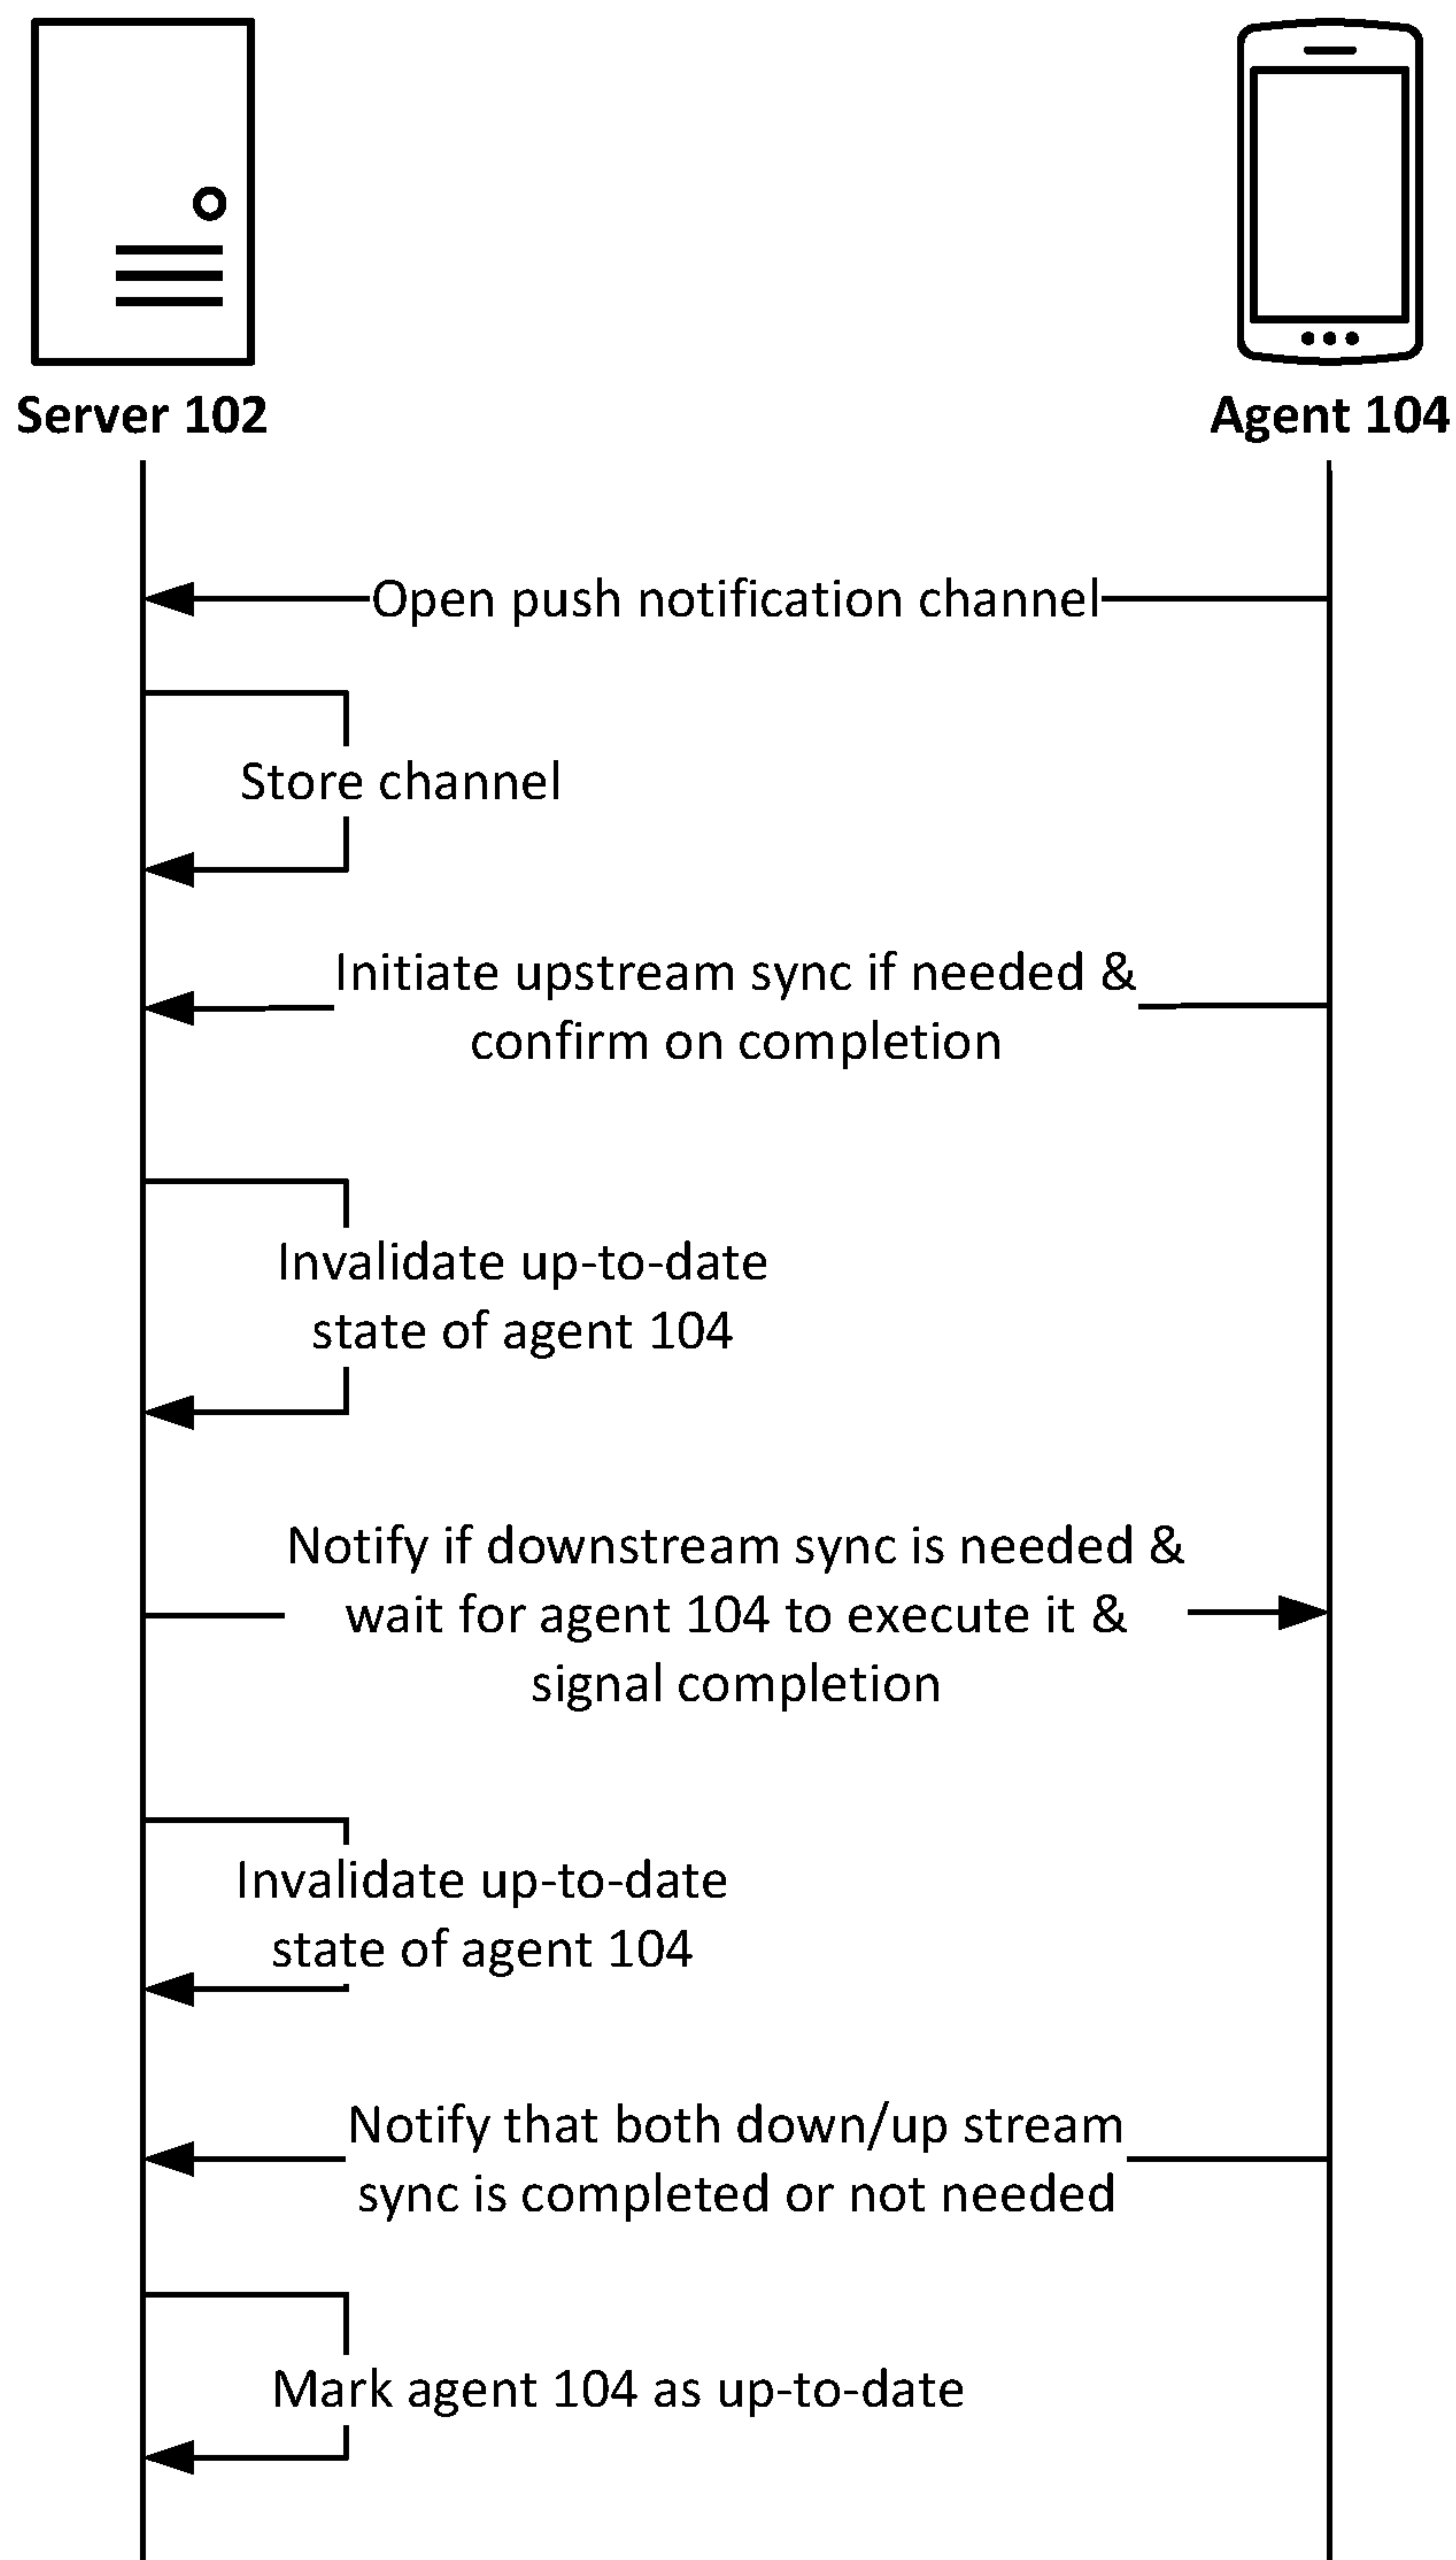 Server 102
Agent 104
Open push notification channel
Store channel
Initiate upstream sync if needed &
confirm on completion
Invalidate up-to-date
state of agent 104
Notify if downstream sync is needed &
wait for agent 104 to execute it &
signal completion
Invalidate up-to-date
state of agent 104
Notify that both down/up stream
sync is completed or not needed
Mark agent 104 as up-to-date